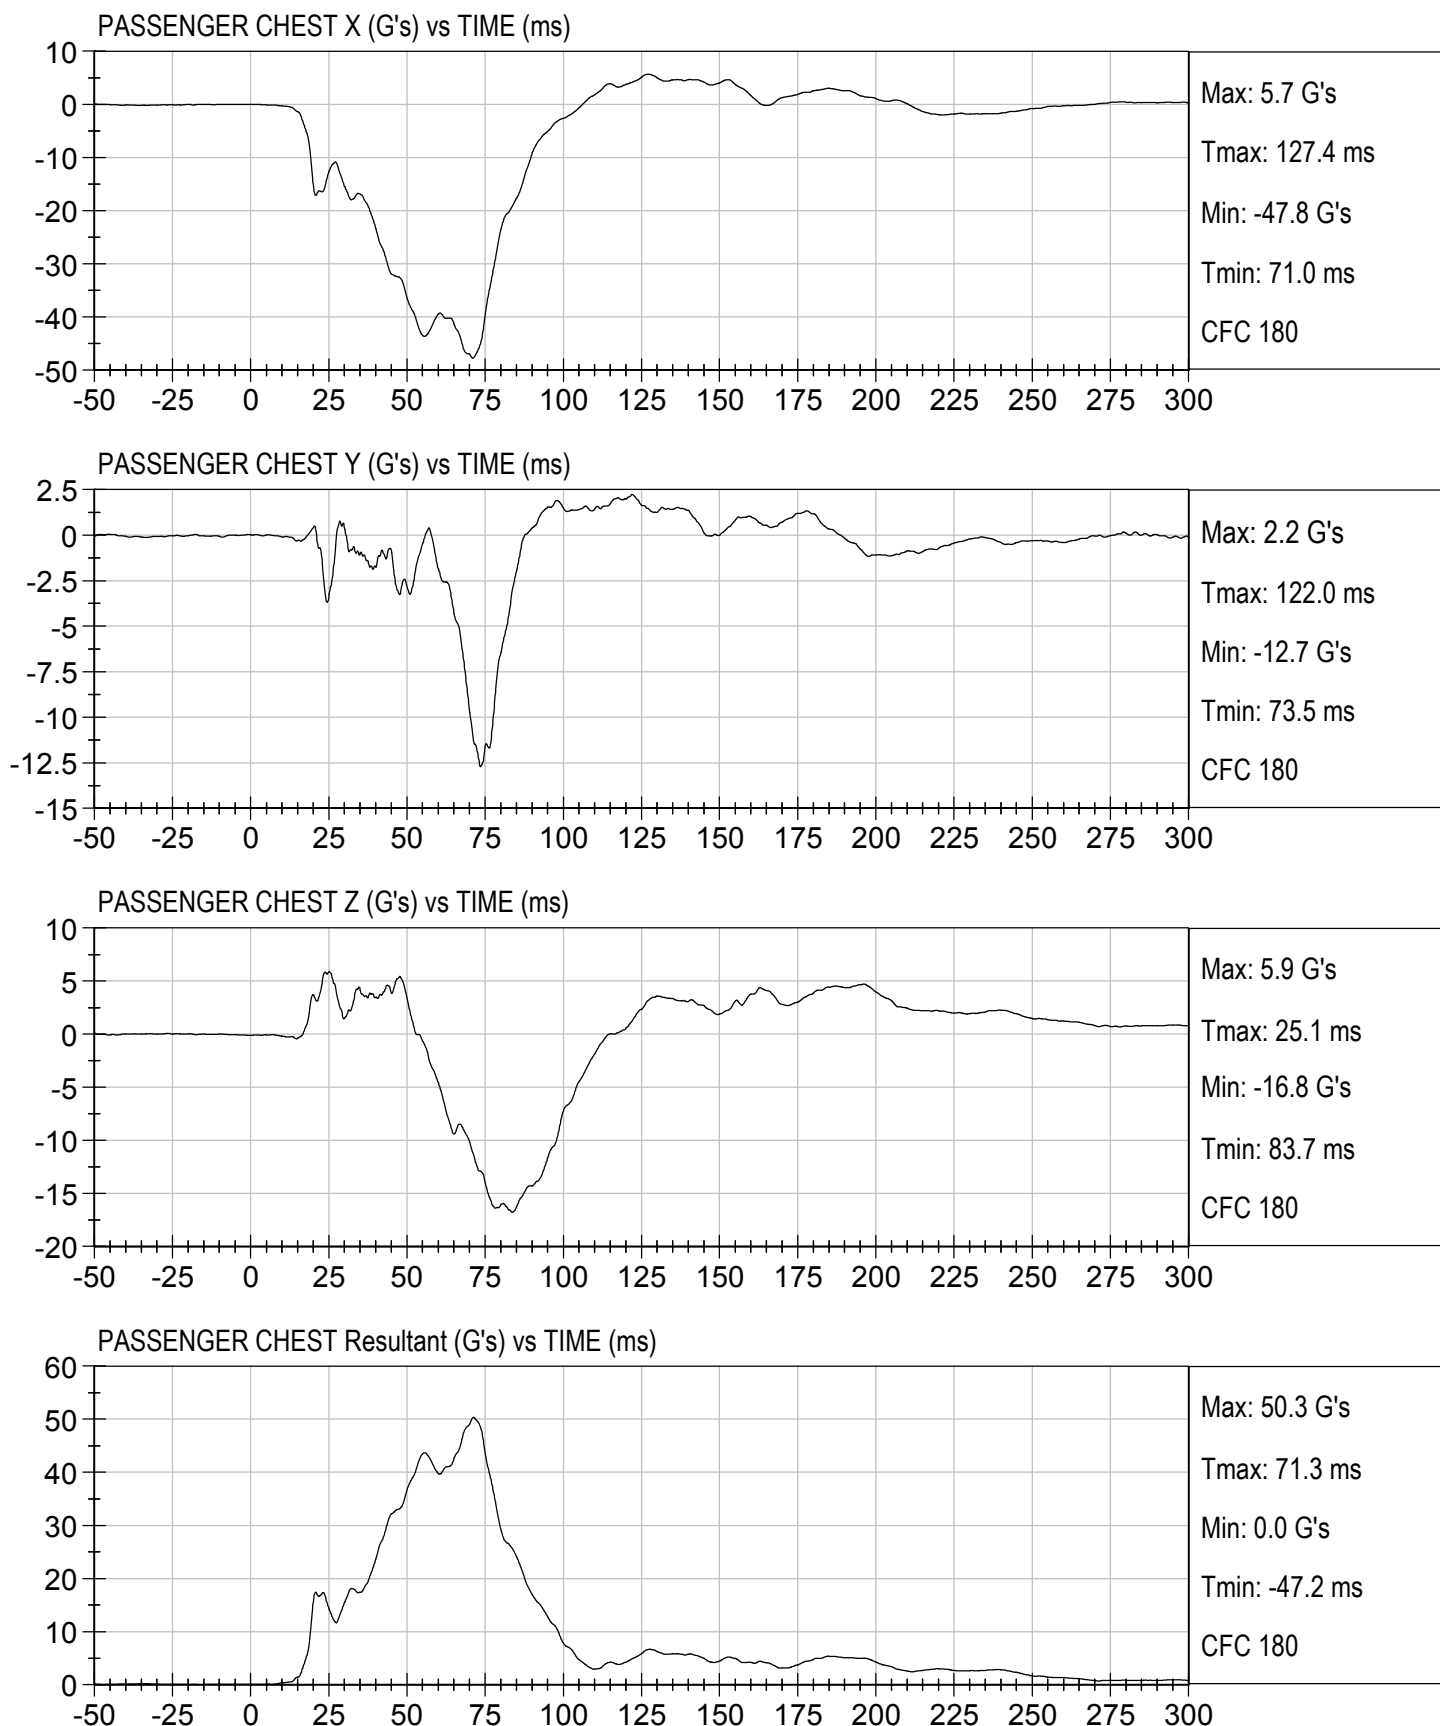 PASSENGER CHEST X (G's) vs TIME (ms)
10
0
-10
-20
-30
-40
-50
-50 -25 0 25 50 75 100 125 150 175 200 225 250 275 300
Max: 5.7 G's
Tmax: 127.4 ms
Min: -47.8 G's
Tmin: 71.0 ms
CFC 180
PASSENGER CHEST Y (G's) vs TIME (ms)
2.5
0
-2.5
-5
-7.5
-10
-12.5
-15
-50 -25 0 25 50 75 100 125 150 175 200 225 250 275 300
Max: 2.2 G's
Tmax: 122.0 ms
Min: -12.7 G's
Tmin: 73.5 ms
CFC 180
PASSENGER CHEST Z (G's) vs TIME (ms)
10
5
0
-5
-10
-15
-20
-50 -25 0 25 50 75 100 125 150 175 200 225 250 275 300
Max: 5.9 G's
Tmax: 25.1 ms
Min: -16.8 G's
Tmin: 83.7 ms
CFC 180
PASSENGER CHEST Resultant (G's) vs TIME (ms)
60
50
40
30
20
10
0
-50 -25 0 25 50 75 100 125 150 175 200 225 250 275 300
Max: 50.3 G's
Tmax: 71.3 ms
Min: 0.0 G's
Tmin: -47.2 ms
CFC 180